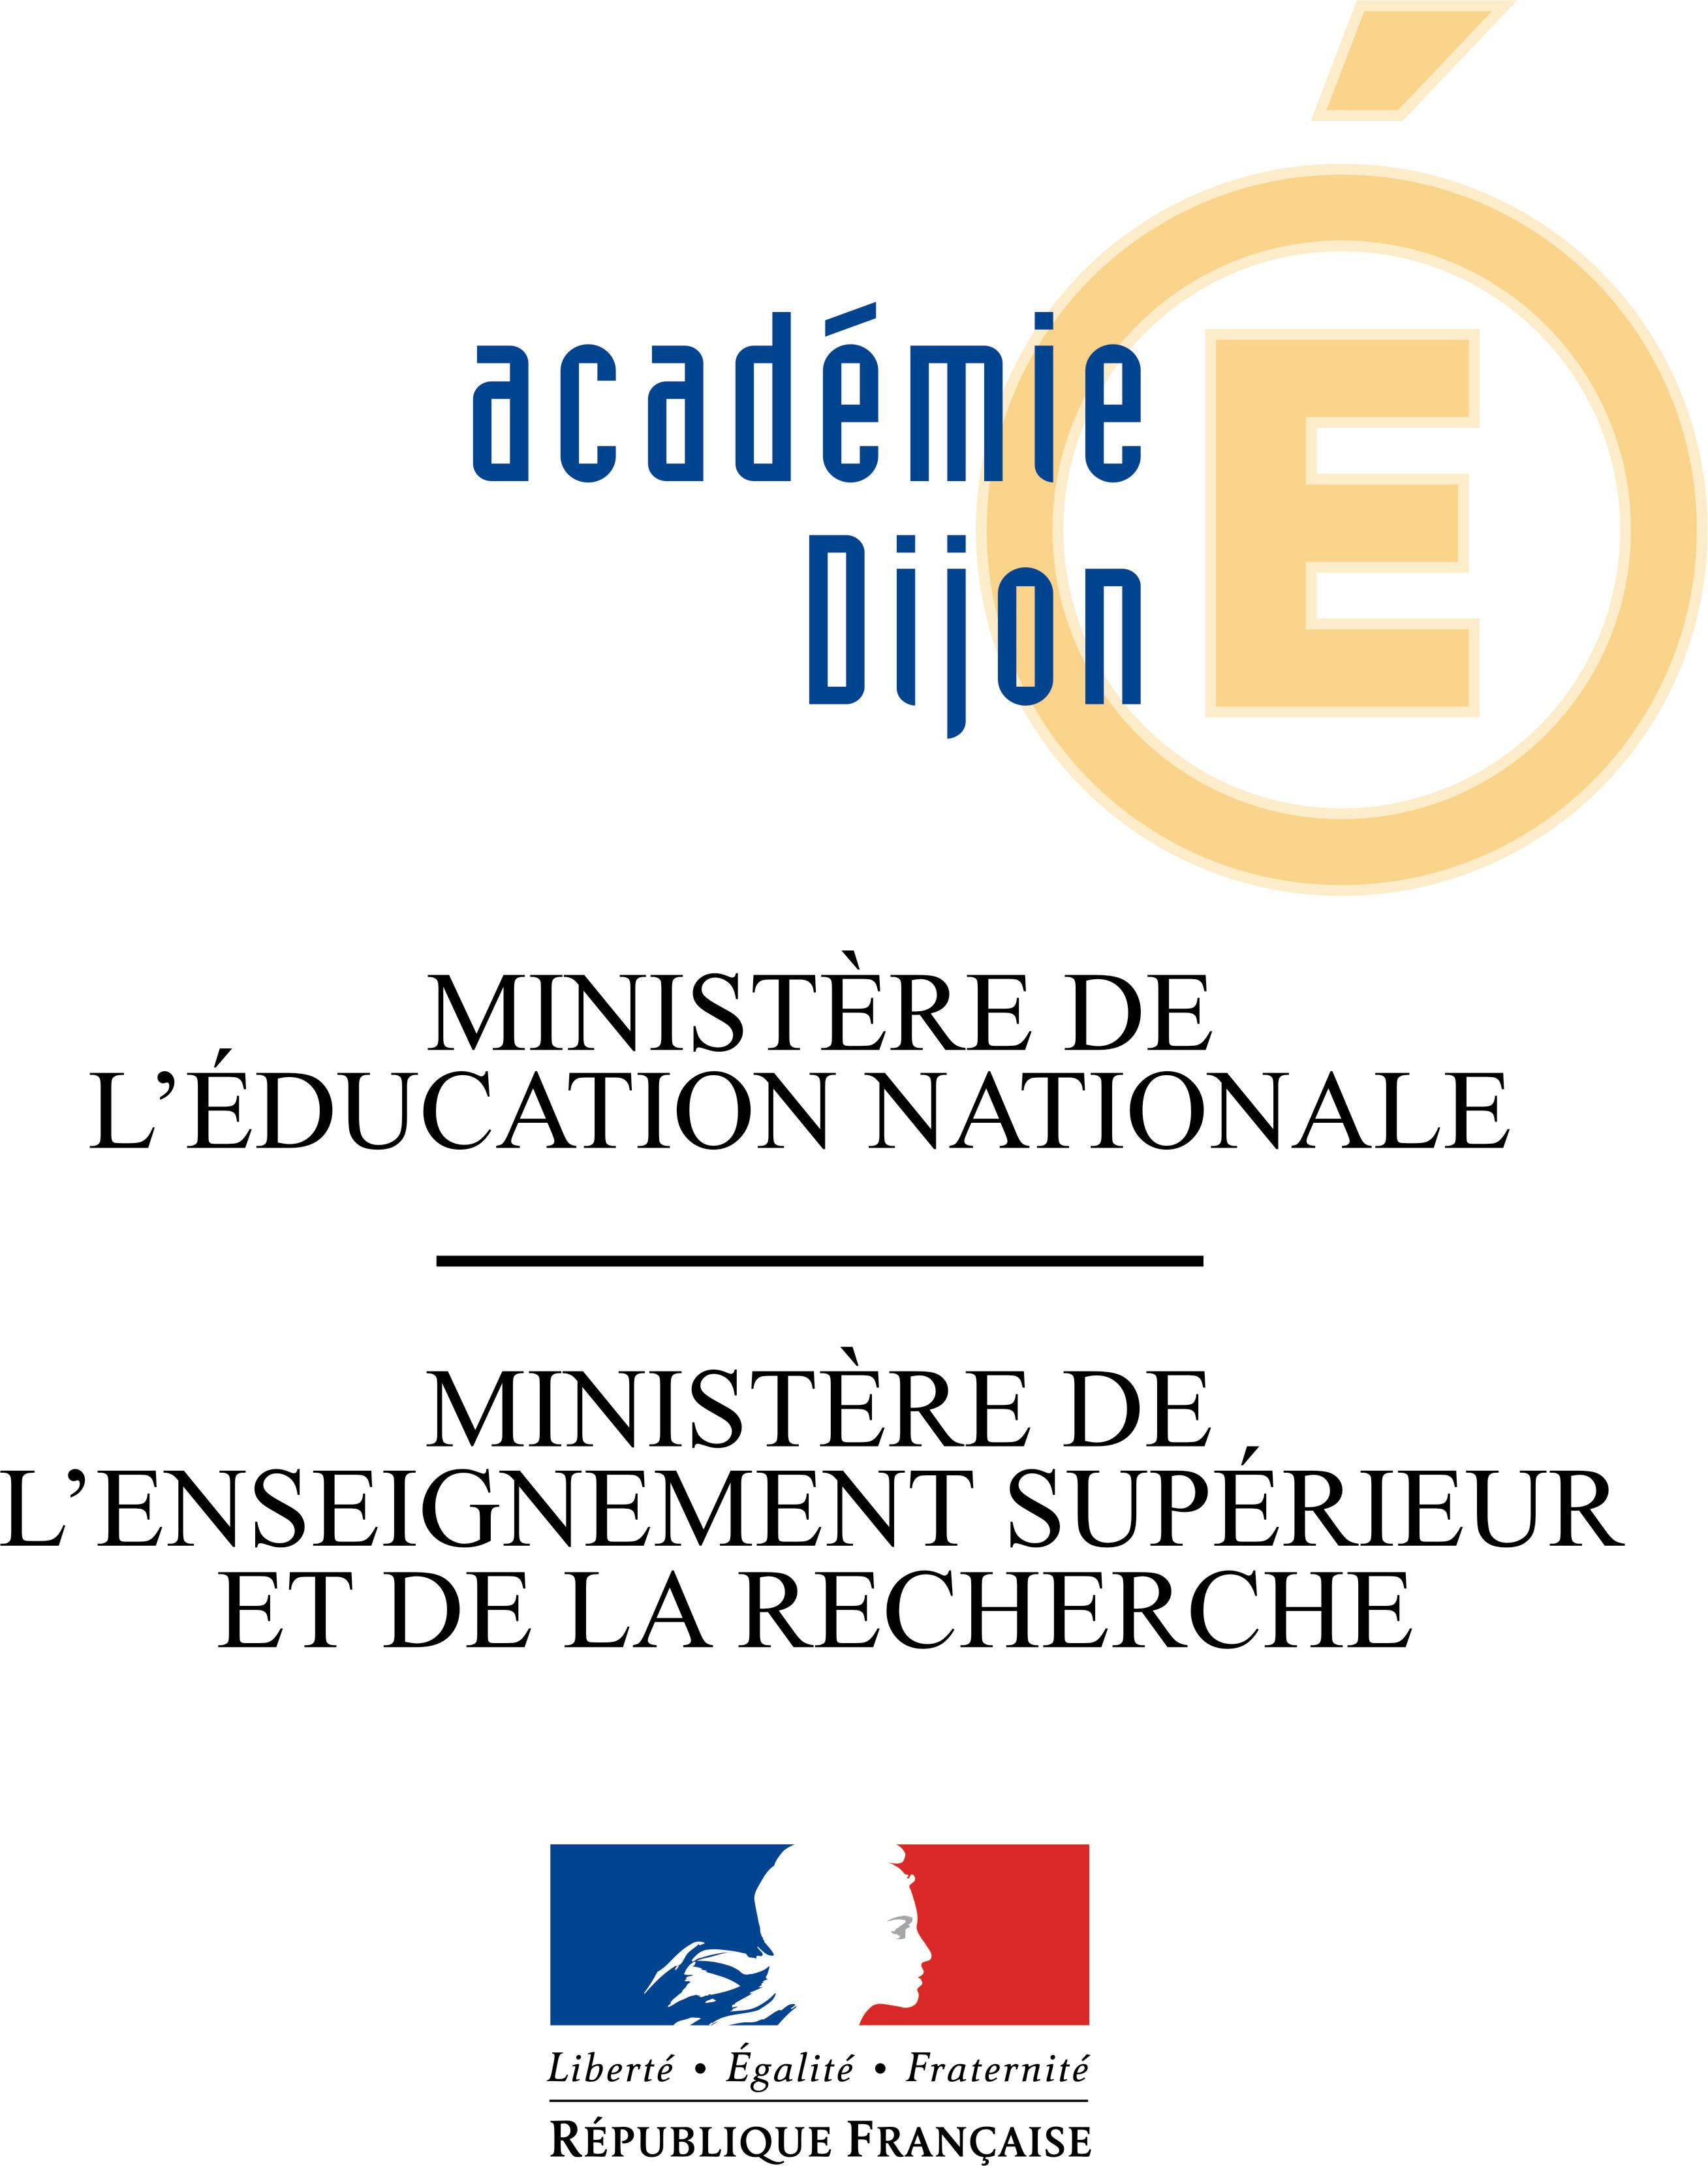 É
académie
Dijon
MINISTÈRE DE
L’ÉDUCATION NATIONALE
MINISTÈRE DE
L’ENSEIGNEMENT SUPÉRIEUR
ET DE LA RECHERCHE
Liberté • Égalité • Fraternité
RÉPUBLIQUE FRANÇAISE